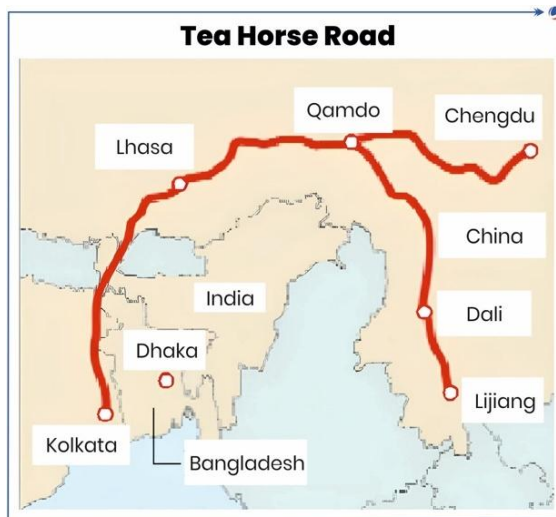 Tea Horse Road
Qamdo
Chengdu
Lhasa
China
India
Dali
Dhaka
Lijiang
Kolkata
Bangladesh